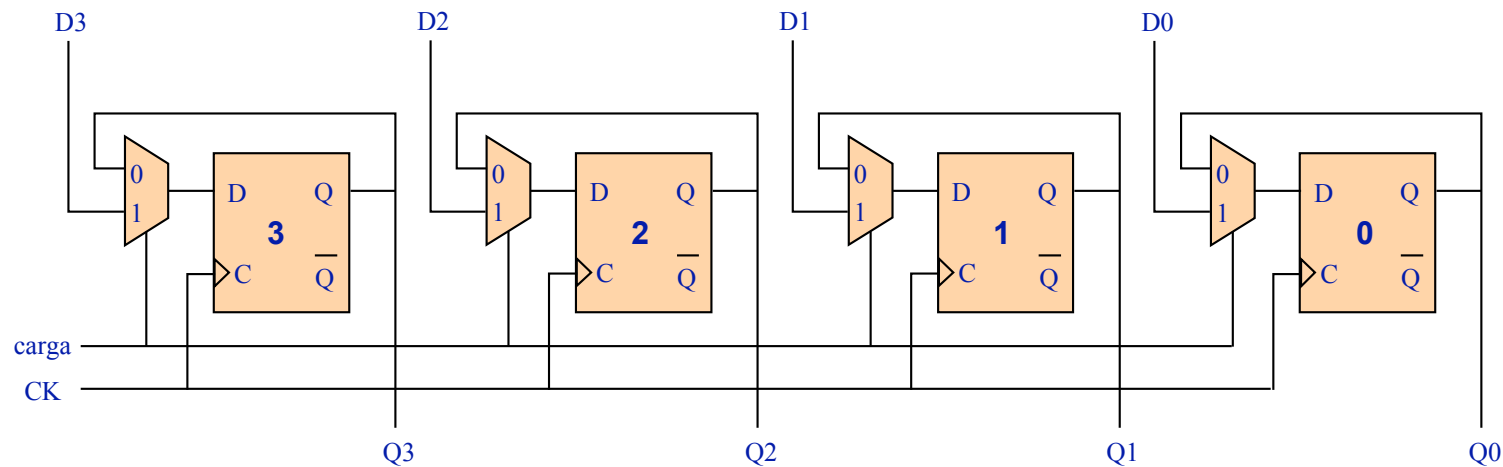 D3 D2 D1 D0
0 0 0 0
D Q D Q D Q D Q
1 1 1 1
3 2 1 0
C Q̅ C Q̅ C Q̅ C Q̅
carga
CK
Q3 Q2 Q1 Q0